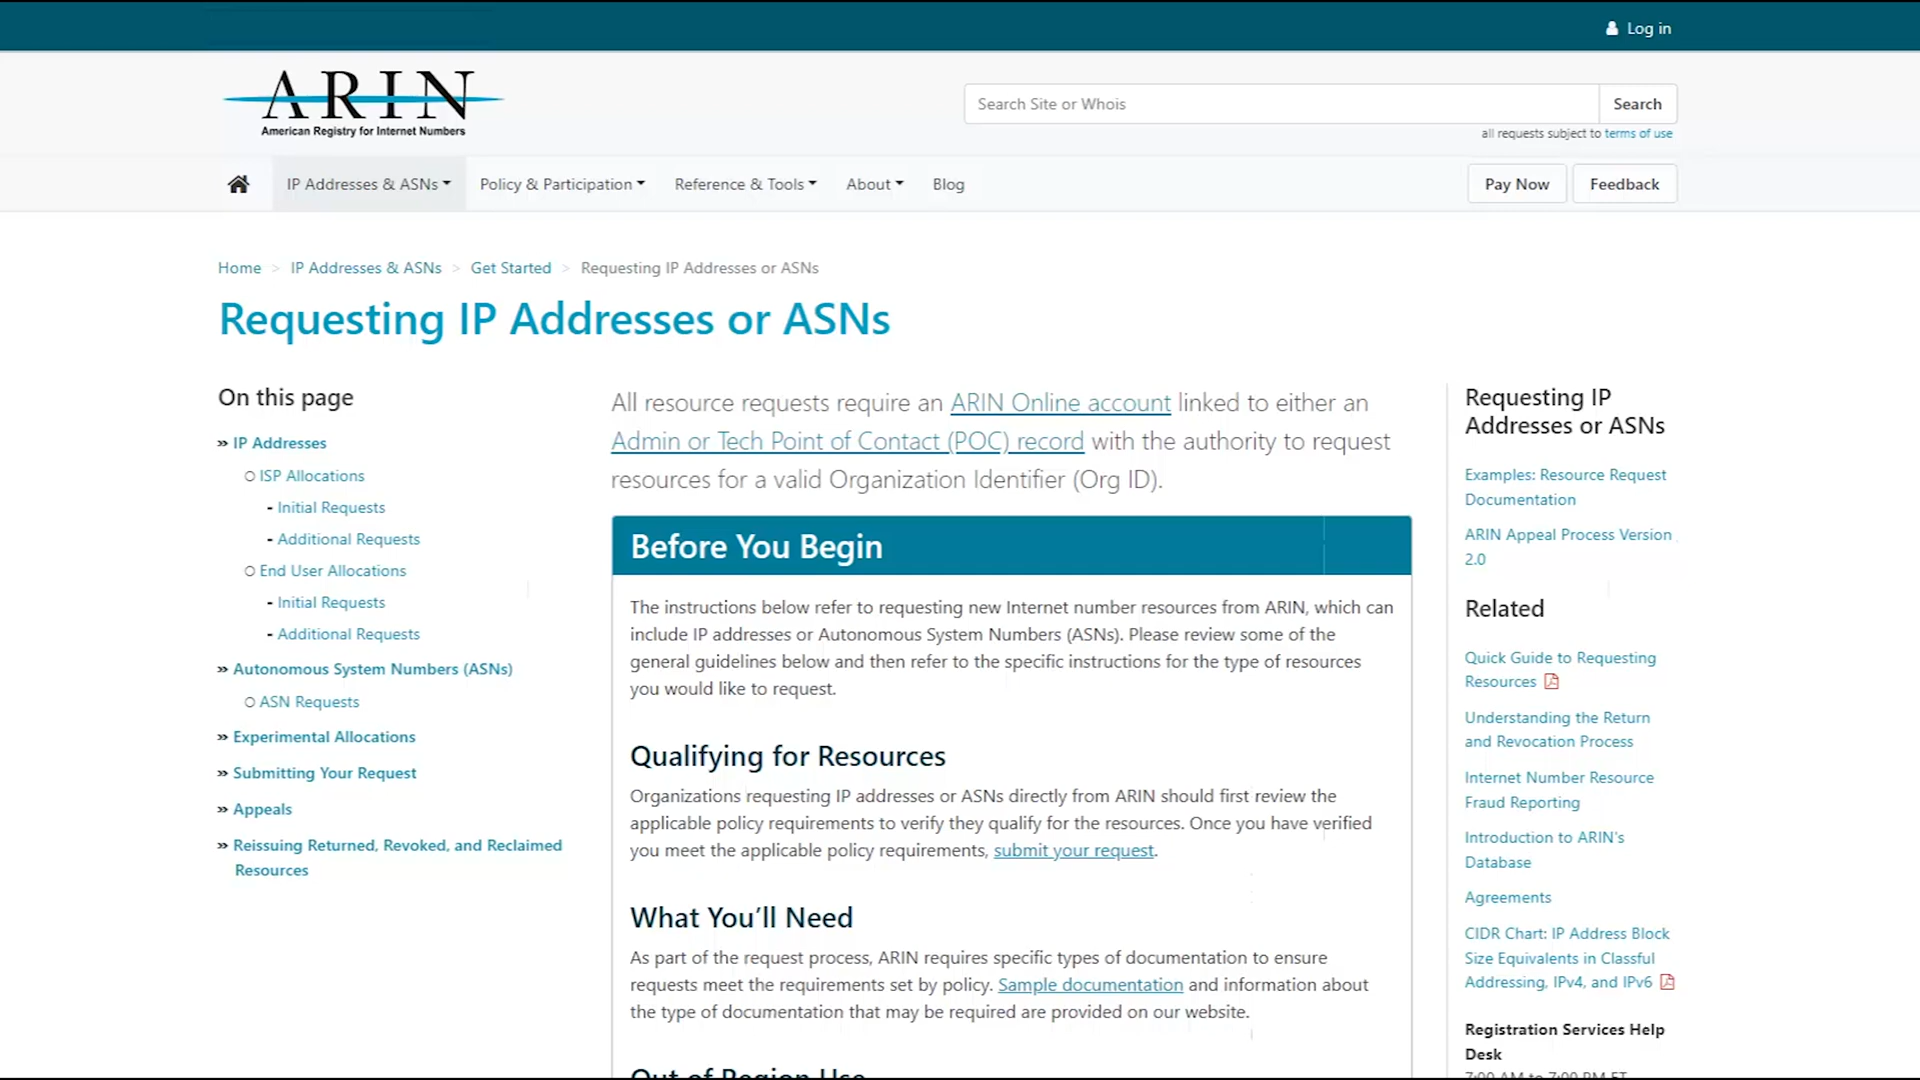 Log in
ARIN
American Registry for Internet Numbers
Search Site or Whois
Search
all requests subject to terms of use
IP Addresses & ASNs
Policy & Participation
Reference & Tools
About
Blog
Pay Now
Feedback
Home > IP Addresses & ASNs > Get Started > Requesting IP Addresses or ASNs
Requesting IP Addresses or ASNs
On this page
» IP Addresses
ISP Allocations
- Initial Requests
- Additional Requests
End User Allocations
- Initial Requests
- Additional Requests
» Autonomous System Numbers (ASNs)
ASN Requests
» Experimental Allocations
» Submitting Your Request
» Appeals
» Reissuing Returned, Revoked, and Reclaimed
Resources
All resource requests require an ARIN Online account linked to either an
Admin or Tech Point of Contact (POC) record with the authority to request
resources for a valid Organization Identifier (Org ID).
Before You Begin
The instructions below refer to requesting new Internet number resources from ARIN, which can
include IP addresses or Autonomous System Numbers (ASNs). Please review some of the
general guidelines below and then refer to the specific instructions for the type of resources
you would like to request.
Qualifying for Resources
Organizations requesting IP addresses or ASNs directly from ARIN should first review the
applicable policy requirements to verify they qualify for the resources. Once you have verified
you meet the applicable policy requirements, submit your request.
What You'll Need
As part of the request process, ARIN requires specific types of documentation to ensure
requests meet the requirements set by policy. Sample documentation and information about
the type of documentation that may be required are provided on our website.
Out of Region Use
Requesting IP
Addresses or ASNs
Examples: Resource Request
Documentation
ARIN Appeal Process Version
2.0
Related
Quick Guide to Requesting
Resources
Understanding the Return
and Revocation Process
Internet Number Resource
Fraud Reporting
Introduction to ARIN's
Database
Agreements
CIDR Chart: IP Address Block
Size Equivalents in Classful
Addressing, IPv4, and IPv6
Registration Services Help
Desk
7:00 AM to 7:00 PM ET